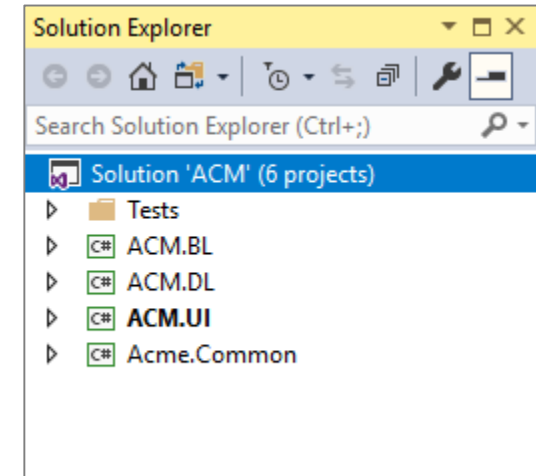 Solution Explorer
Search Solution Explorer (Ctrl+;)
Solution 'ACM' (6 projects)
Tests
C# ACM.BL
C# ACM.DL
C# ACM.UI
C# Acme.Common